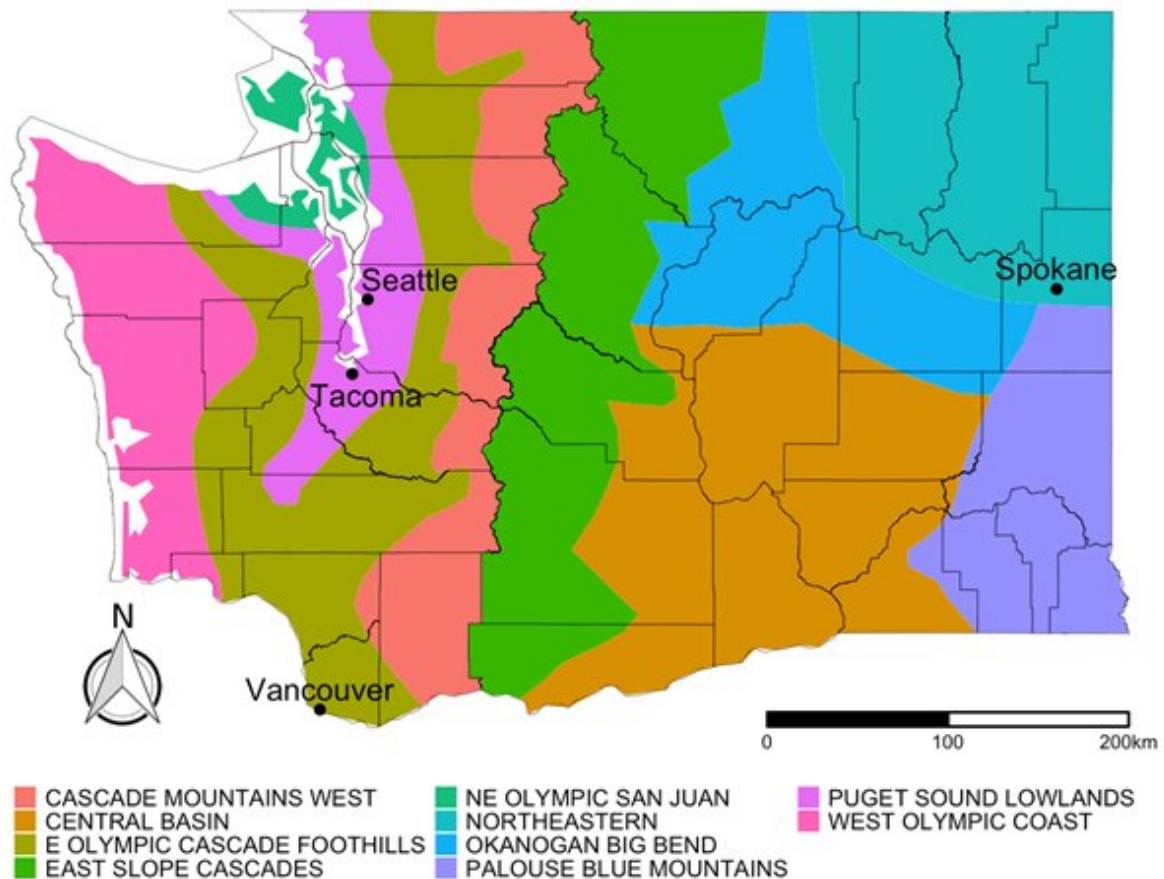 Seattle
Spokane
Tacoma
N
Vancouver
0 100 200km
CASCADE MOUNTAINS WEST
CENTRAL BASIN
E OLYMPIC CASCADE FOOTHILLS
EAST SLOPE CASCADES
NE OLYMPIC SAN JUAN
NORTHEASTERN
OKANOGAN BIG BEND
PALOUSE BLUE MOUNTAINS
PUGET SOUND LOWLANDS
WEST OLYMPIC COAST